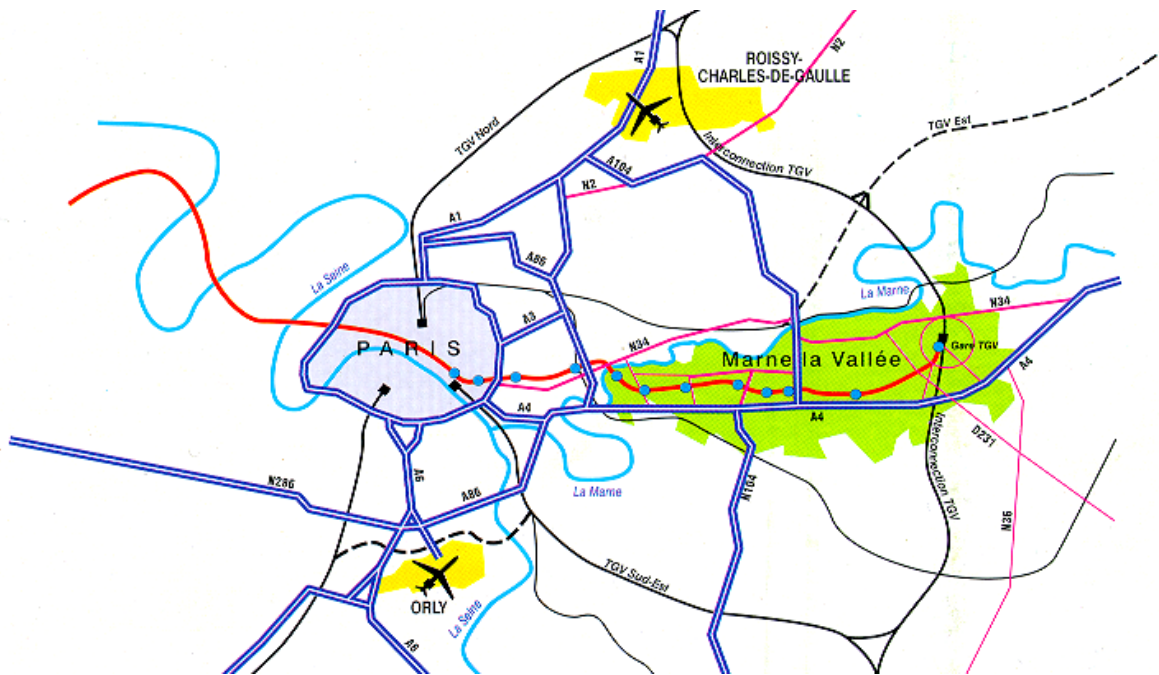 A1
N2
ROISSY-
CHARLES-DE-GAULLE
TGV Nord
TGV Est
Interconnection TGV
A104
N2
A1
A86
La Seine
La Marne
N34
A3
N34
PARIS
Marne la Vallée
Gare TGV
A4
A4
A4
D231
Interconnection TGV
N286
A6
A86
La Marne
N104
N36
TGV Sud-Est
ORLY
La Seine
A6